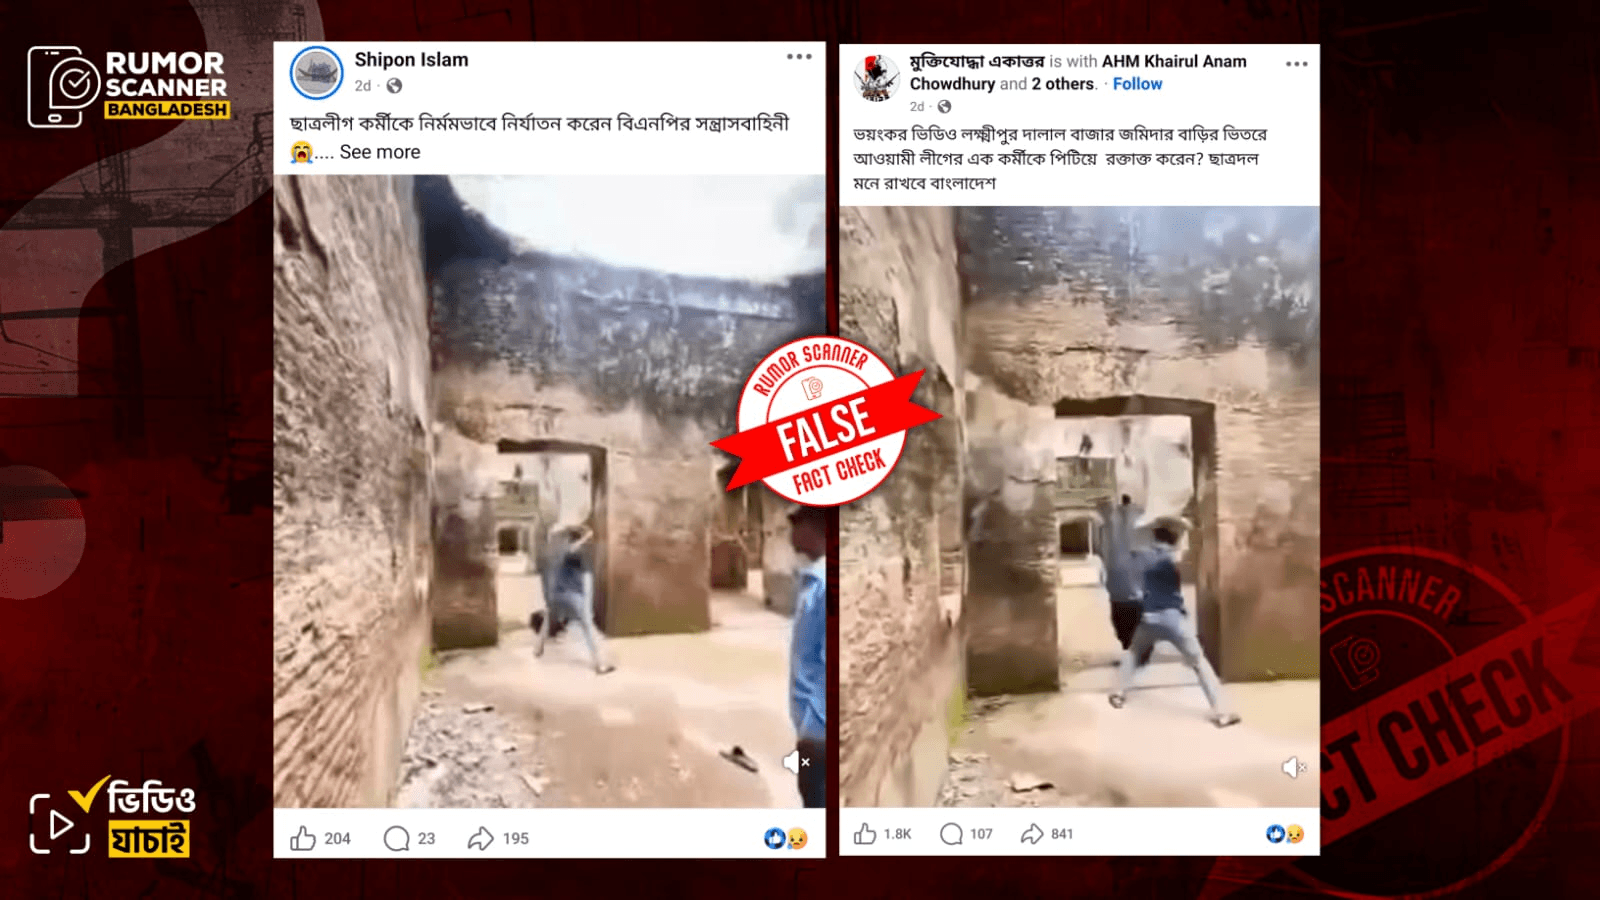 RUMOR
SCANNER
BANGLADESH
Shipon Islam
2d
ছাত্রলীগ কর্মীকে নির্মমভাবে নির্যাতন করেন বিএনপির সন্ত্রাসবাহিনী
😭.... See more
204
23
195
মুক্তিযোদ্ধা একাত্তর is with AHM Khairul Anam
Chowdhury and 2 others. · Follow
2d
ভয়ংকর ভিডিও লক্ষ্মীপুর দালাল বাজার জমিদার বাড়ির ভিতরে
আওয়ামী লীগের এক কর্মীকে পিটিয়ে রক্তাক্ত করেন? ছাত্রদল
মনে রাখবে বাংলাদেশ
1.8K
107
841
RUMOR SCANNER
FALSE
FACT CHECK
SCANNER
CT CHECK
CT CHECK
ভিডিও
যাচাই